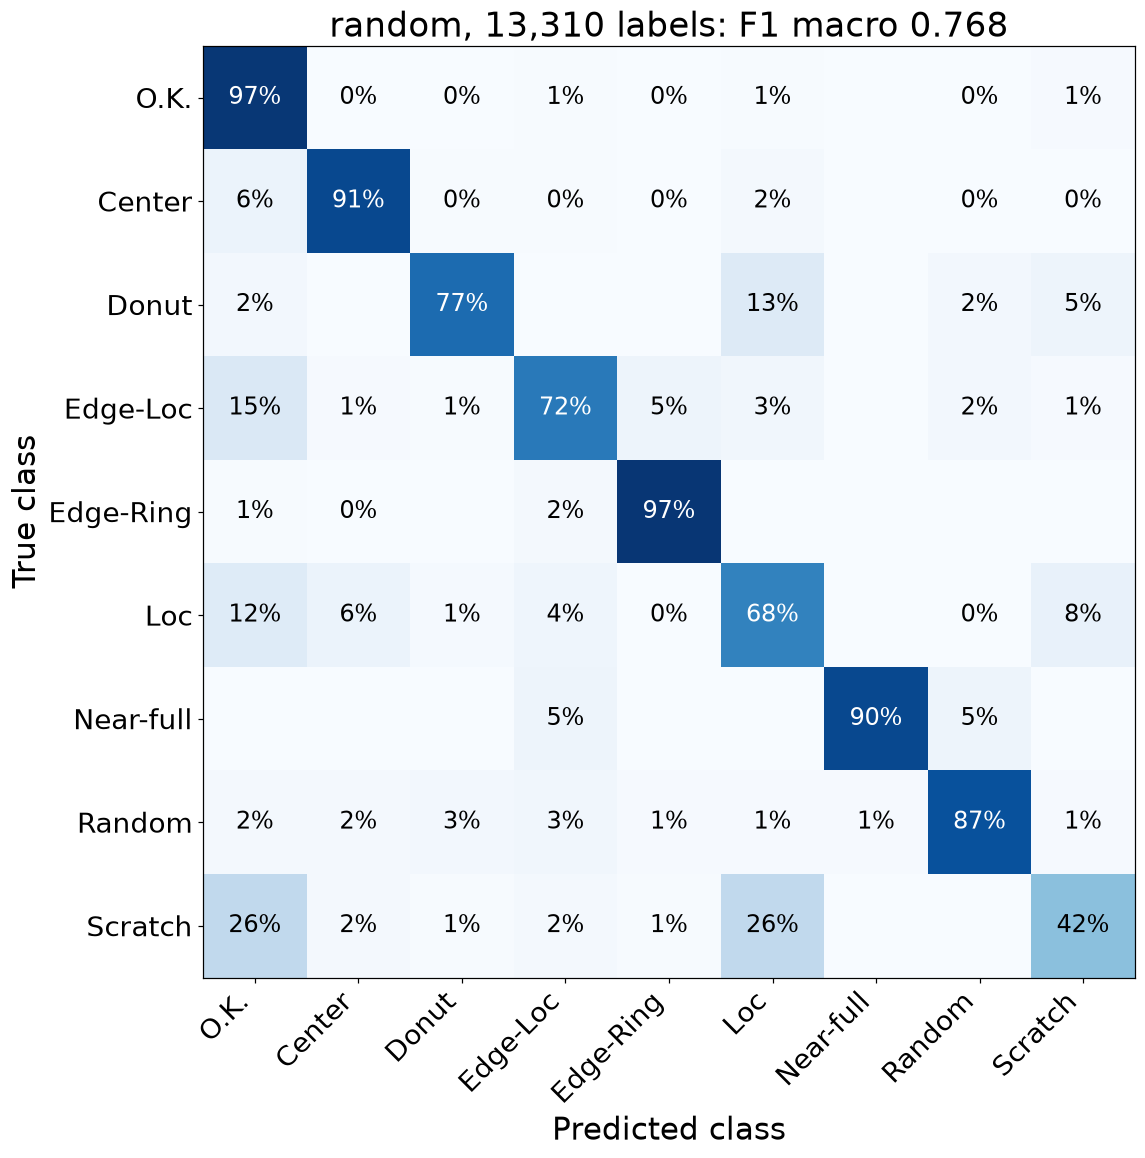 random, 13,310 labels: F1 macro 0.768
O.K. 97% 0% 0% 1% 0% 1% 0% 1%
Center 6% 91% 0% 0% 0% 2% 0% 0%
Donut 2% 77% 13% 2% 5%
Edge-Loc 15% 1% 1% 72% 5% 3% 2% 1%
Edge-Ring 1% 0% 2% 97%
Loc 12% 6% 1% 4% 0% 68% 0% 8%
Near-full 5% 90% 5%
Random 2% 2% 3% 3% 1% 1% 1% 87% 1%
Scratch 26% 2% 1% 2% 1% 26% 42%
True class
O.K. Center Donut Edge-Loc Edge-Ring Loc Near-full Random Scratch
Predicted class